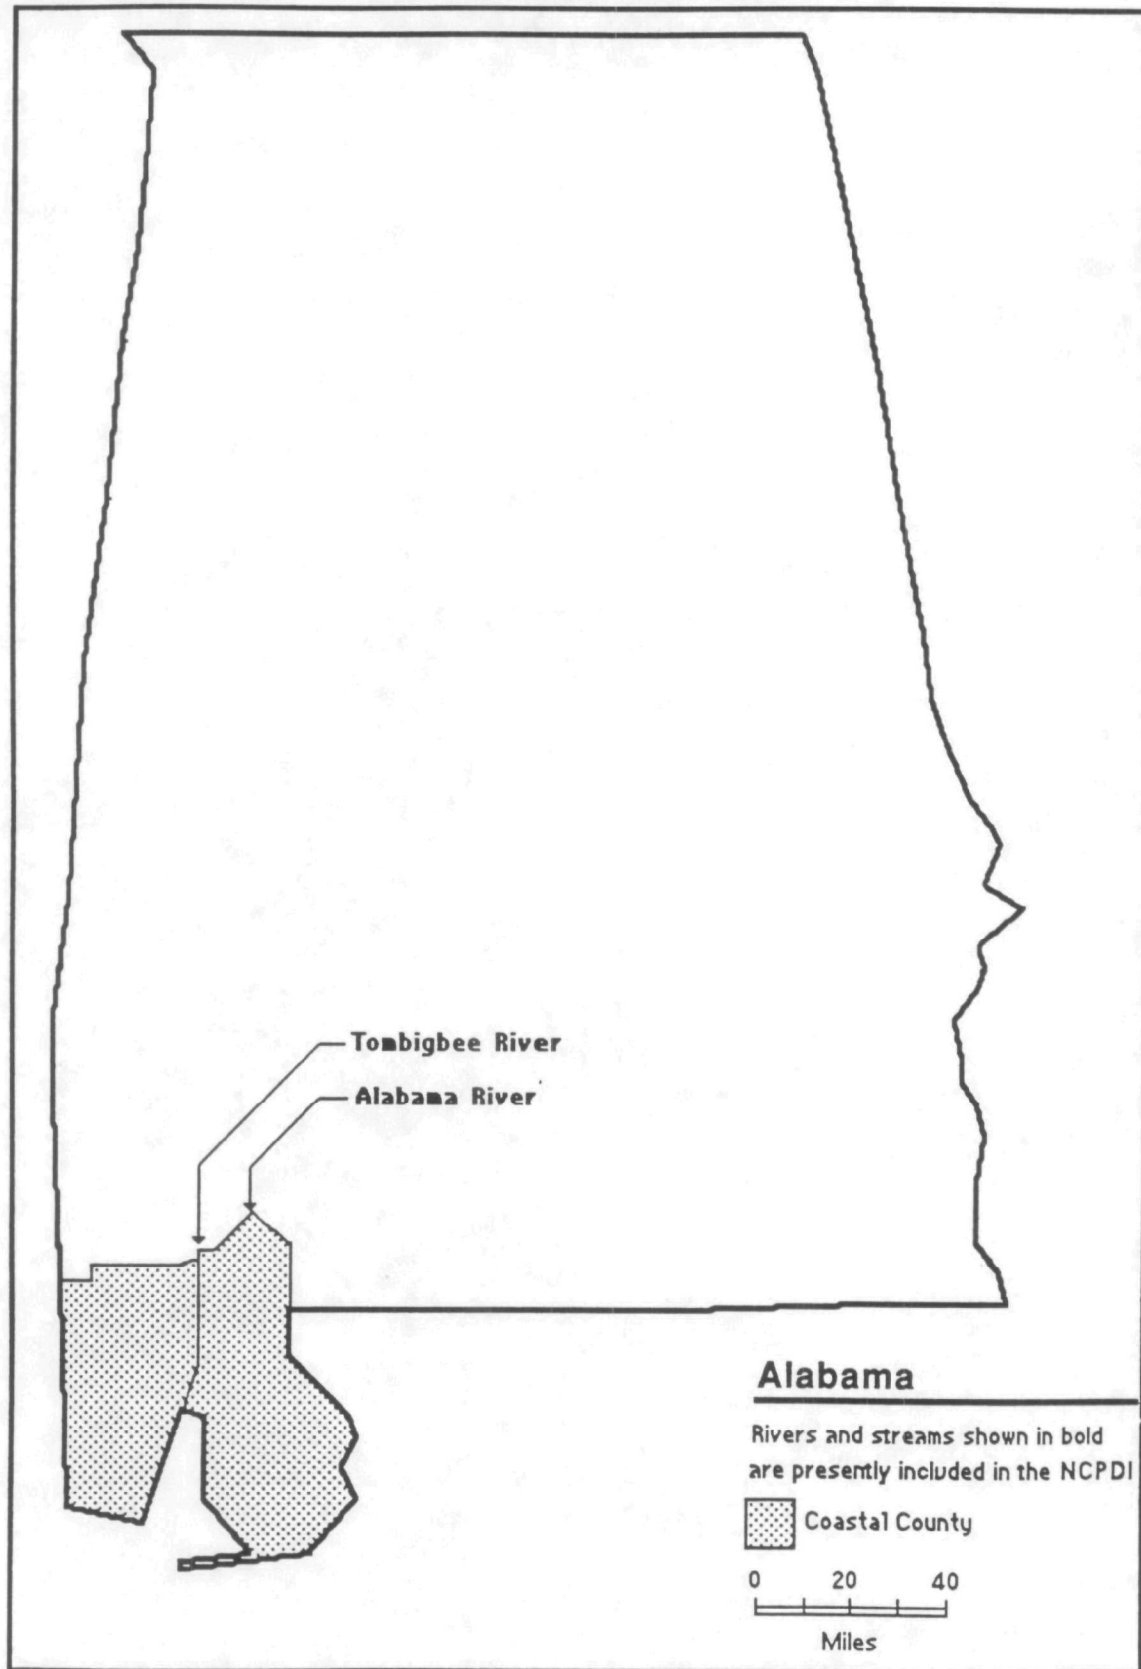 Tombigbee River
Alabama River
Alabama
Rivers and streams shown in bold
are presently included in the NCPDI
Coastal County
0 20 40
Miles